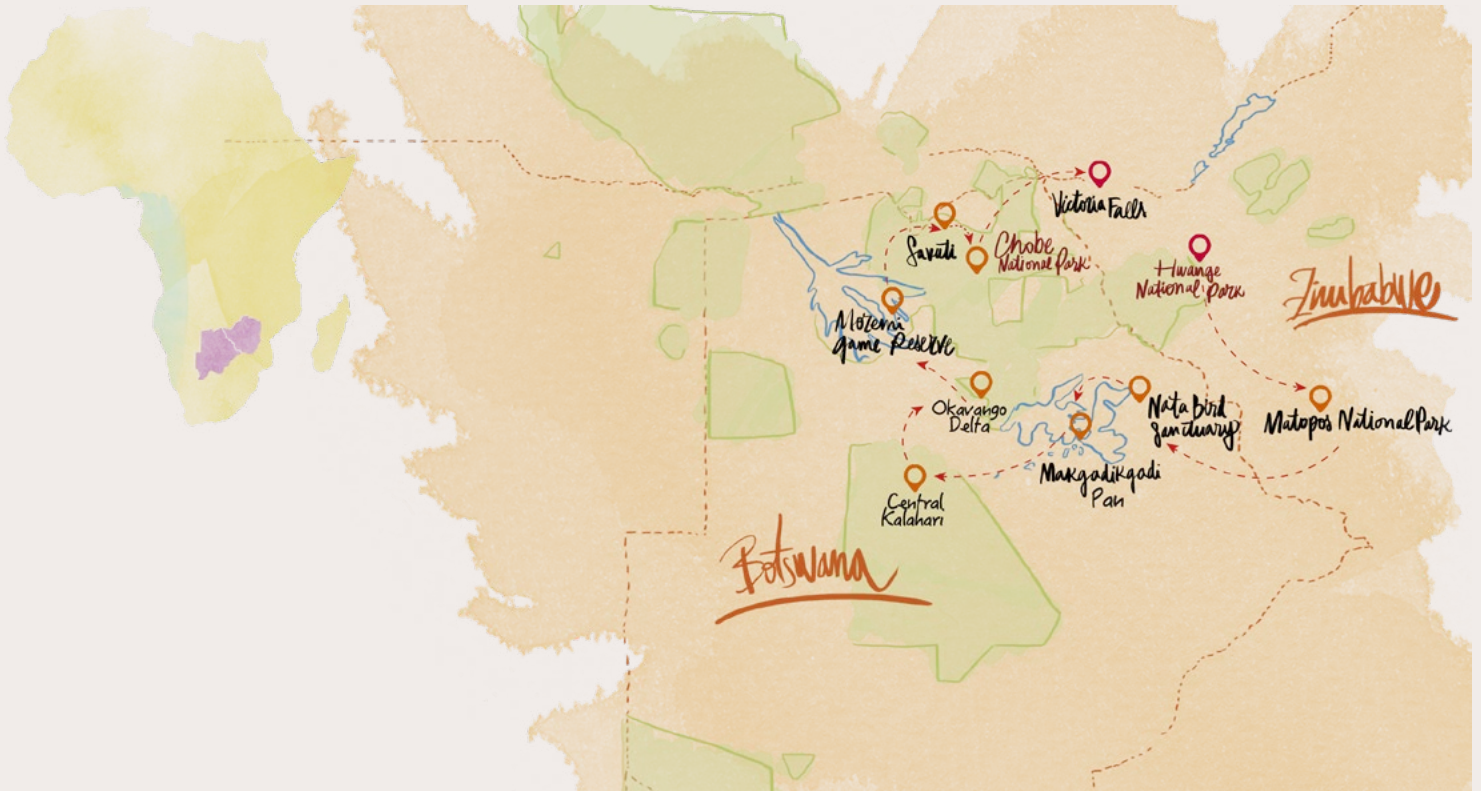 Victoria Falls
Savuti
Chobe
National Park
Hwange
National Park
Zimbabwe
Moremi
game Reserve
Okavango
Delta
Nata Bird
Sanctuary
Matopos National Park
Makgadikgadi
Pan
Central
Kalahari
Botswana